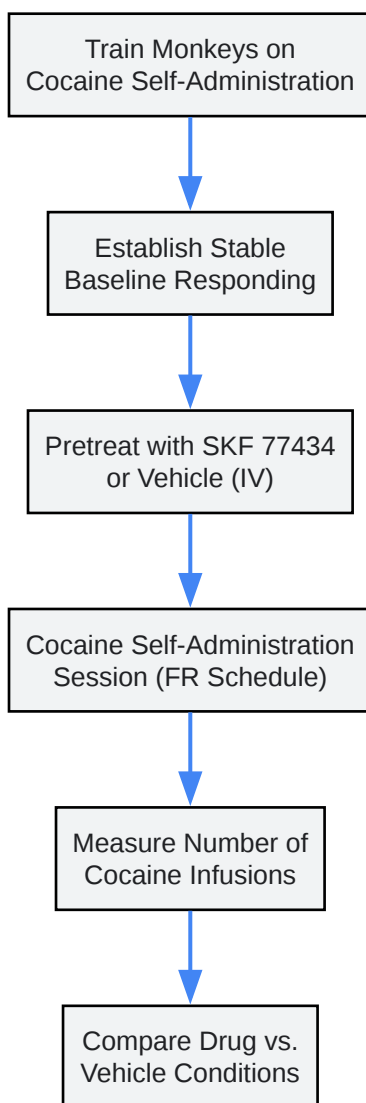 Train Monkeys on
Cocaine Self-Administration
Establish Stable
Baseline Responding
Pretreat with SKF 77434
or Vehicle (IV)
Cocaine Self-Administration
Session (FR Schedule)
Measure Number of
Cocaine Infusions
Compare Drug vs.
Vehicle Conditions